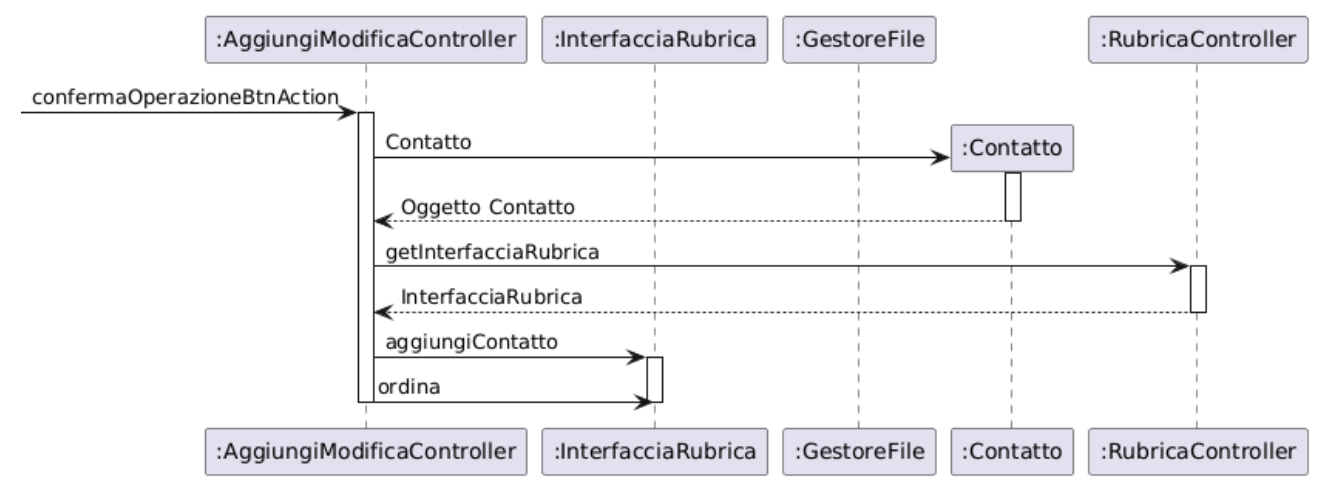 :AggiungiModificaController :InterfacciaRubrica :GestoreFile :RubricaController
confermaOperazioneBtnAction
Contatto
:Contatto
Oggetto Contatto
getInterfacciaRubrica
InterfacciaRubrica
aggiungiContatto
ordina
:AggiungiModificaController :InterfacciaRubrica :GestoreFile :Contatto :RubricaController